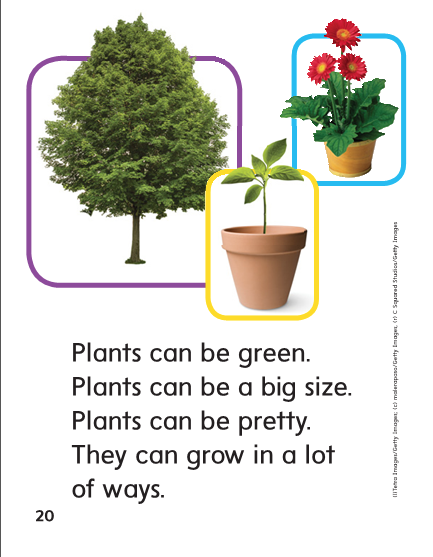 Plants can be green.
Plants can be a big size.
Plants can be pretty.
They can grow in a lot
of ways.
20
(l)Tetra Images/Getty Images; (c) malerapaso/Getty Images; (r) C Squared Studios/Getty Images